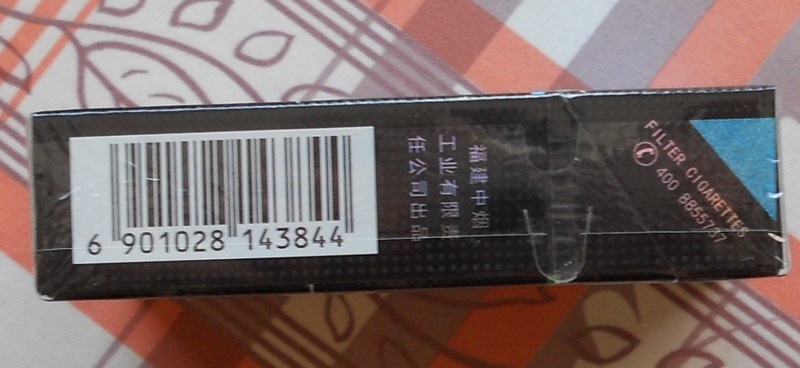 6 901028 143844
福建中烟
工业有限责
任公司出品
FILTER CIGARETTES
400 8855737